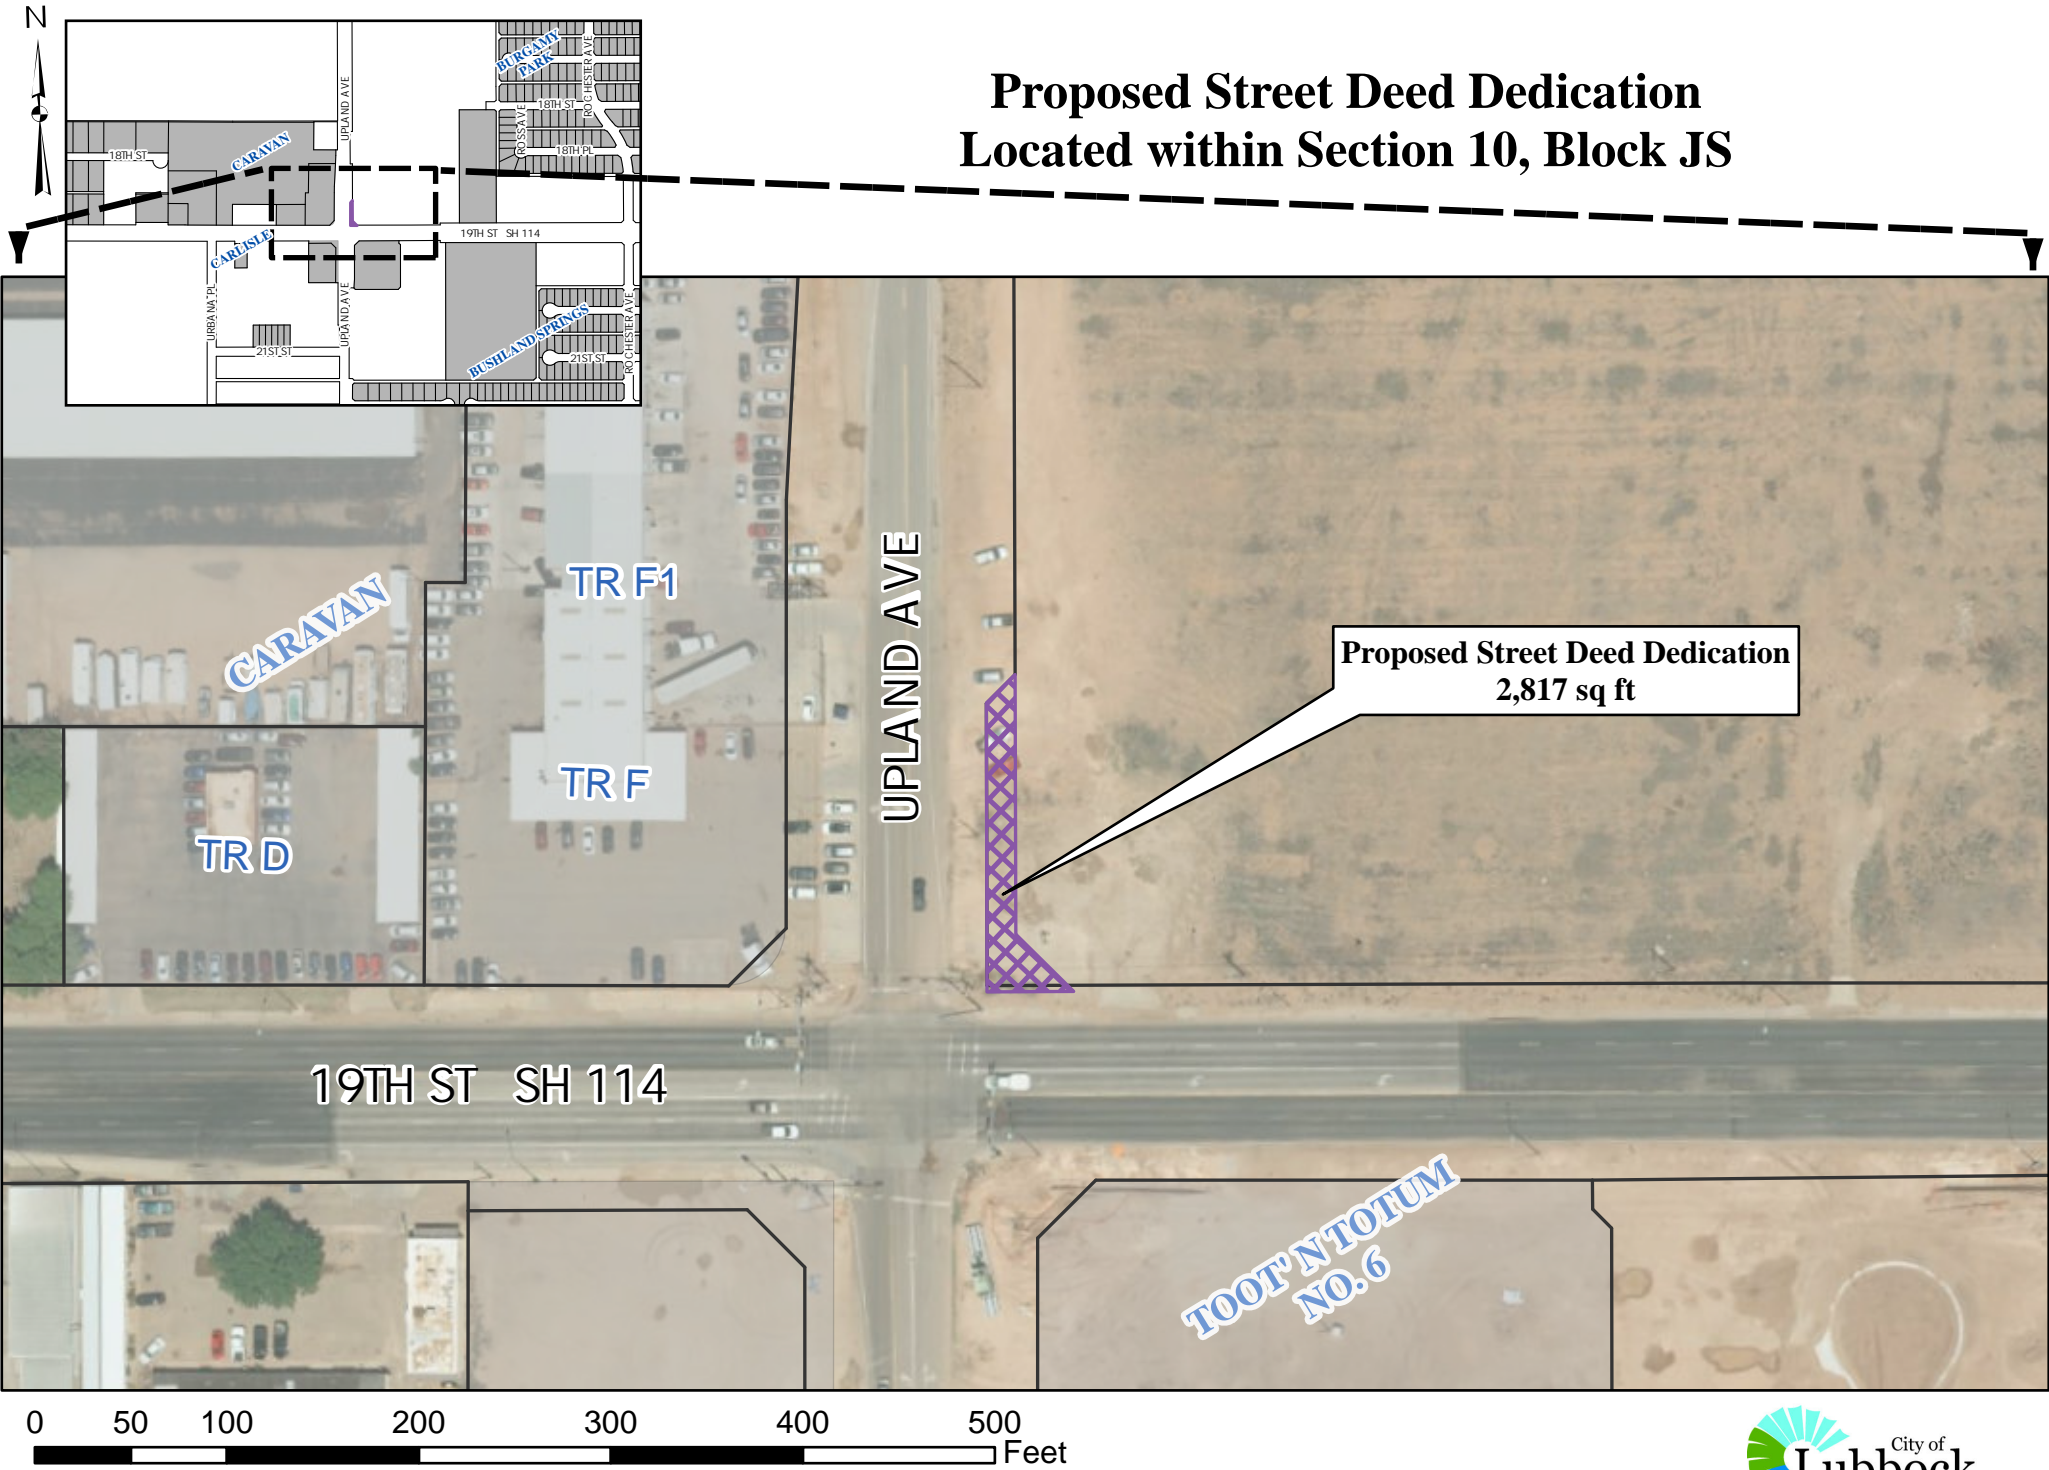 N
Proposed Street Deed Dedication
Located within Section 10, Block JS
BURGAMY
PARK
ROCHESTER AVE
UPLAND AVE
ROSS AVE
18TH ST
18TH PL
18TH ST
CARAVAN
19TH ST SH 114
CARLISLE
URBANA PL
UPLAND AVE
21ST ST
BUSHLAND SPRINGS
21ST ST
ROCHESTER AVE
TR F1
CARAVAN
UPLAND AVE
Proposed Street Deed Dedication
2,817 sq ft
TR F
TR D
19TH ST SH 114
TOOT' N TOTUM
NO. 6
0 50 100 200 300 400 500
Feet
City of
Lubbock